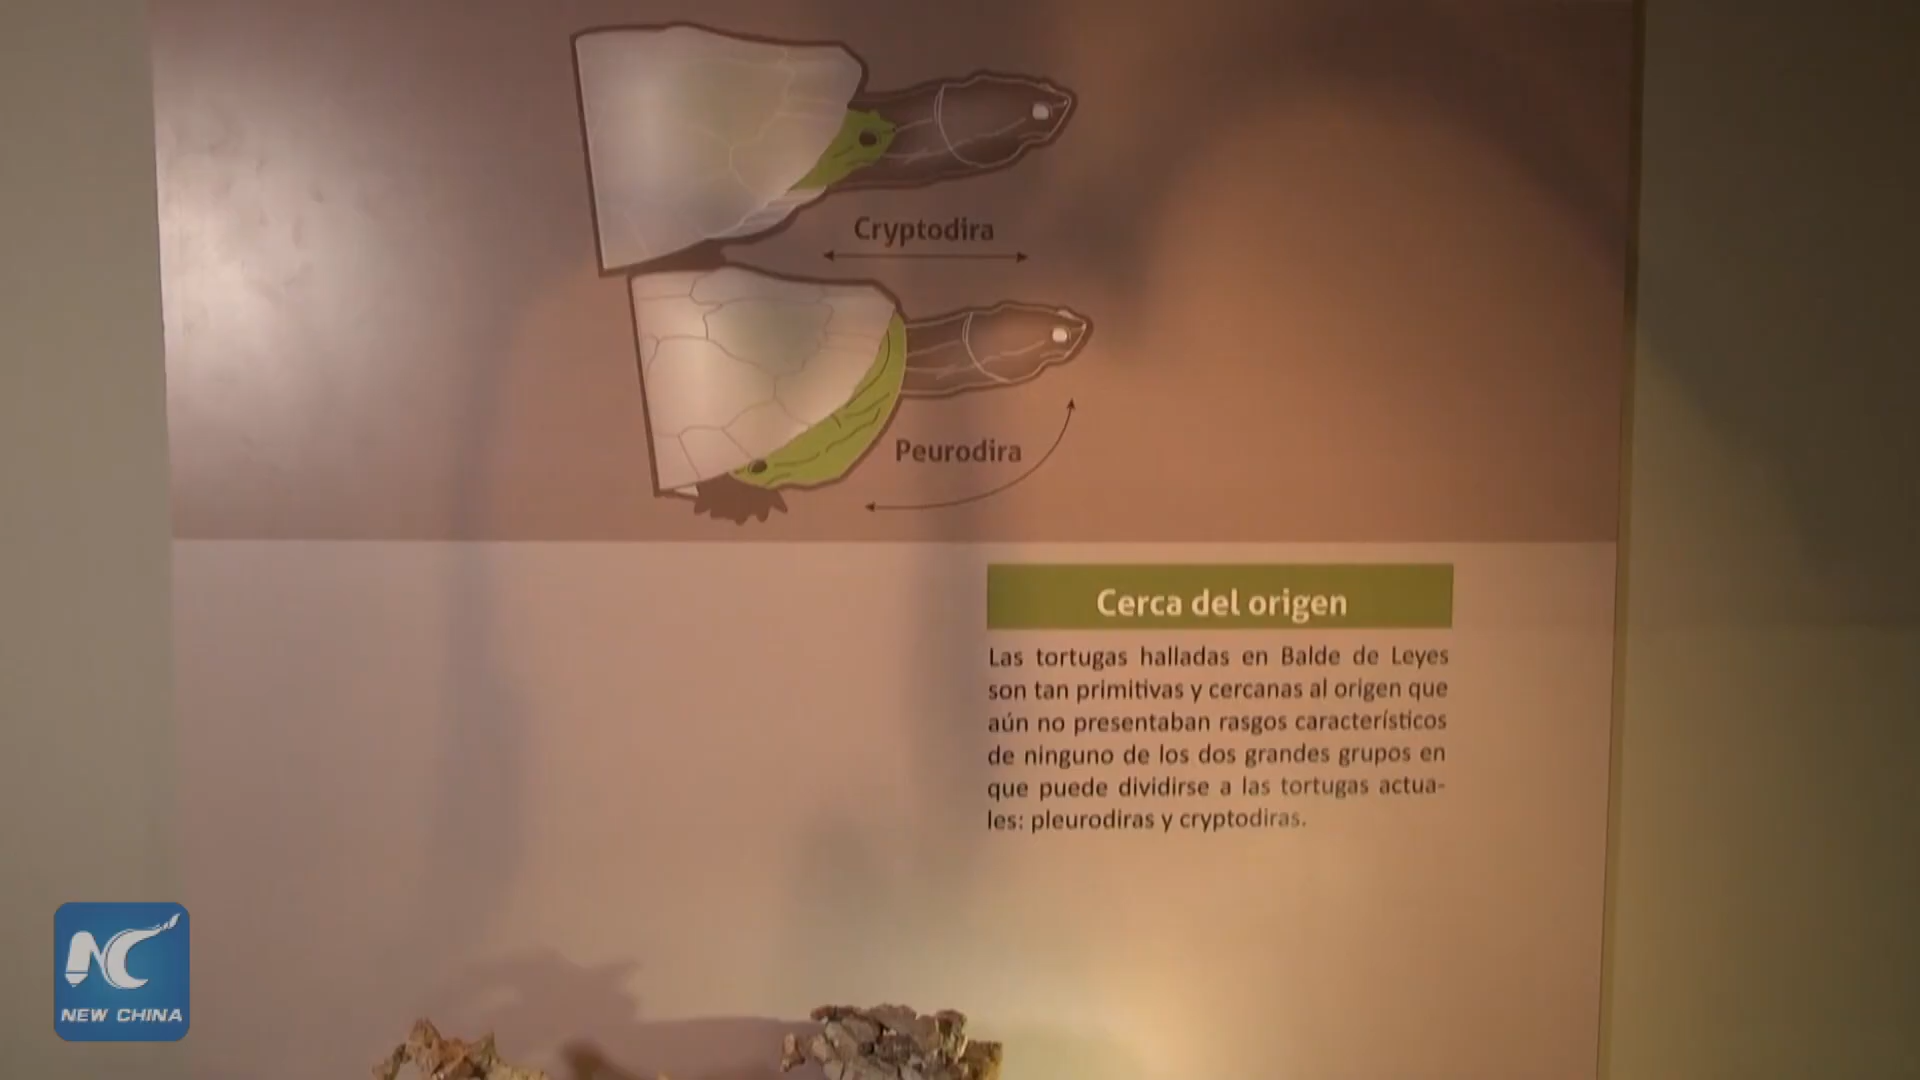 Cryptodira
Peurodira
Cerca del origen
Las tortugas halladas en Balde de Leyes
son tan primitivas y cercanas al origen que
aún no presentaban rasgos característicos
de ninguno de los dos grandes grupos en
que puede dividirse a las tortugas actua-
les: pleurodiras y cryptodiras.
NC
NEW CHINA